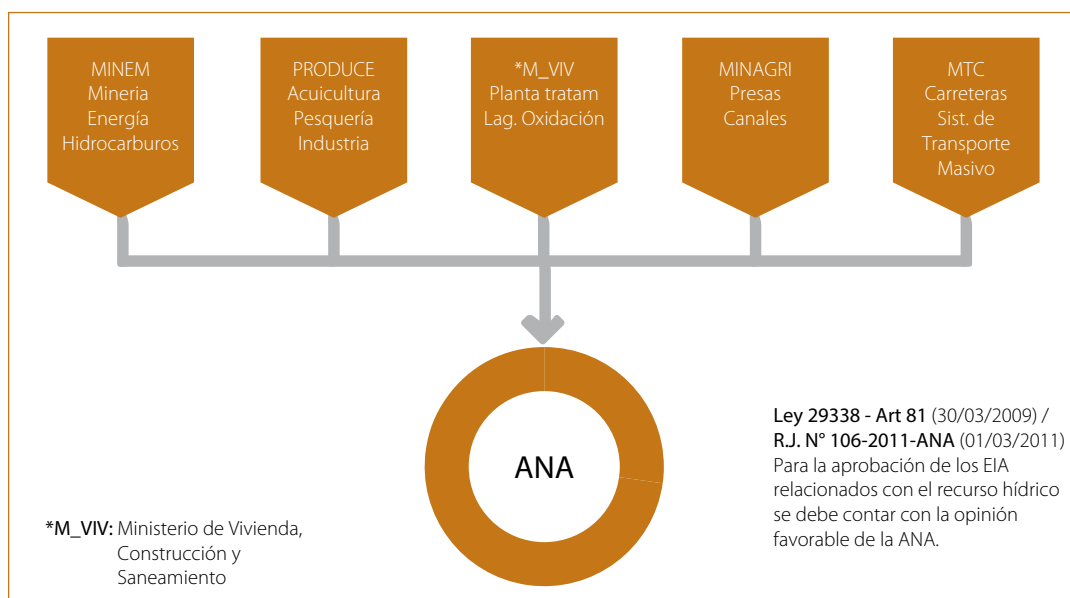 MINEM
Mineria
Energía
Hidrocarburos
PRODUCE
Acuicultura
Pesquería
Industria
*M_VIV
Planta tratam
Lag. Oxidación
MINAGRI
Presas
Canales
MTC
Carreteras
Sist. de
Transporte
Masivo
ANA
Ley 29338 - Art 81 (30/03/2009) /
R.J. N° 106-2011-ANA (01/03/2011)
Para la aprobación de los EIA
relacionados con el recurso hídrico
se debe contar con la opinión
favorable de la ANA.
*M_VIV: Ministerio de Vivienda,
Construcción y
Saneamiento